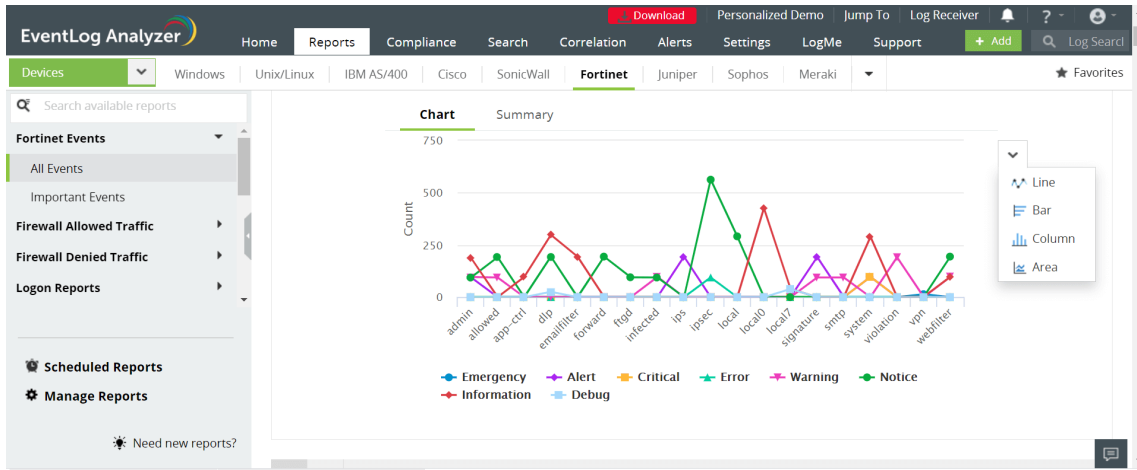 Download Personalized Demo Jump To Log Receiver ?
EventLog Analyzer
Home Reports Compliance Search Correlation Alerts Settings LogMe Support + Add Log Searcl
Devices Windows Unix/Linux IBM AS/400 Cisco SonicWall Fortinet Juniper Sophos Meraki Favorites
Search available reports
Fortinet Events
All Events
Important Events
Firewall Allowed Traffic
Firewall Denied Traffic
Logon Reports
Scheduled Reports
Manage Reports
Need new reports?
Chart Summary
750
500
250
0
Count
admin allowed app-ctrl dlp emailfilter forward ftgd infected ips ipsec local local0 local7 signature smtp system violation vpn webfilter
Emergency Alert Critical Error Warning Notice
Information Debug
Line
Bar
Column
Area